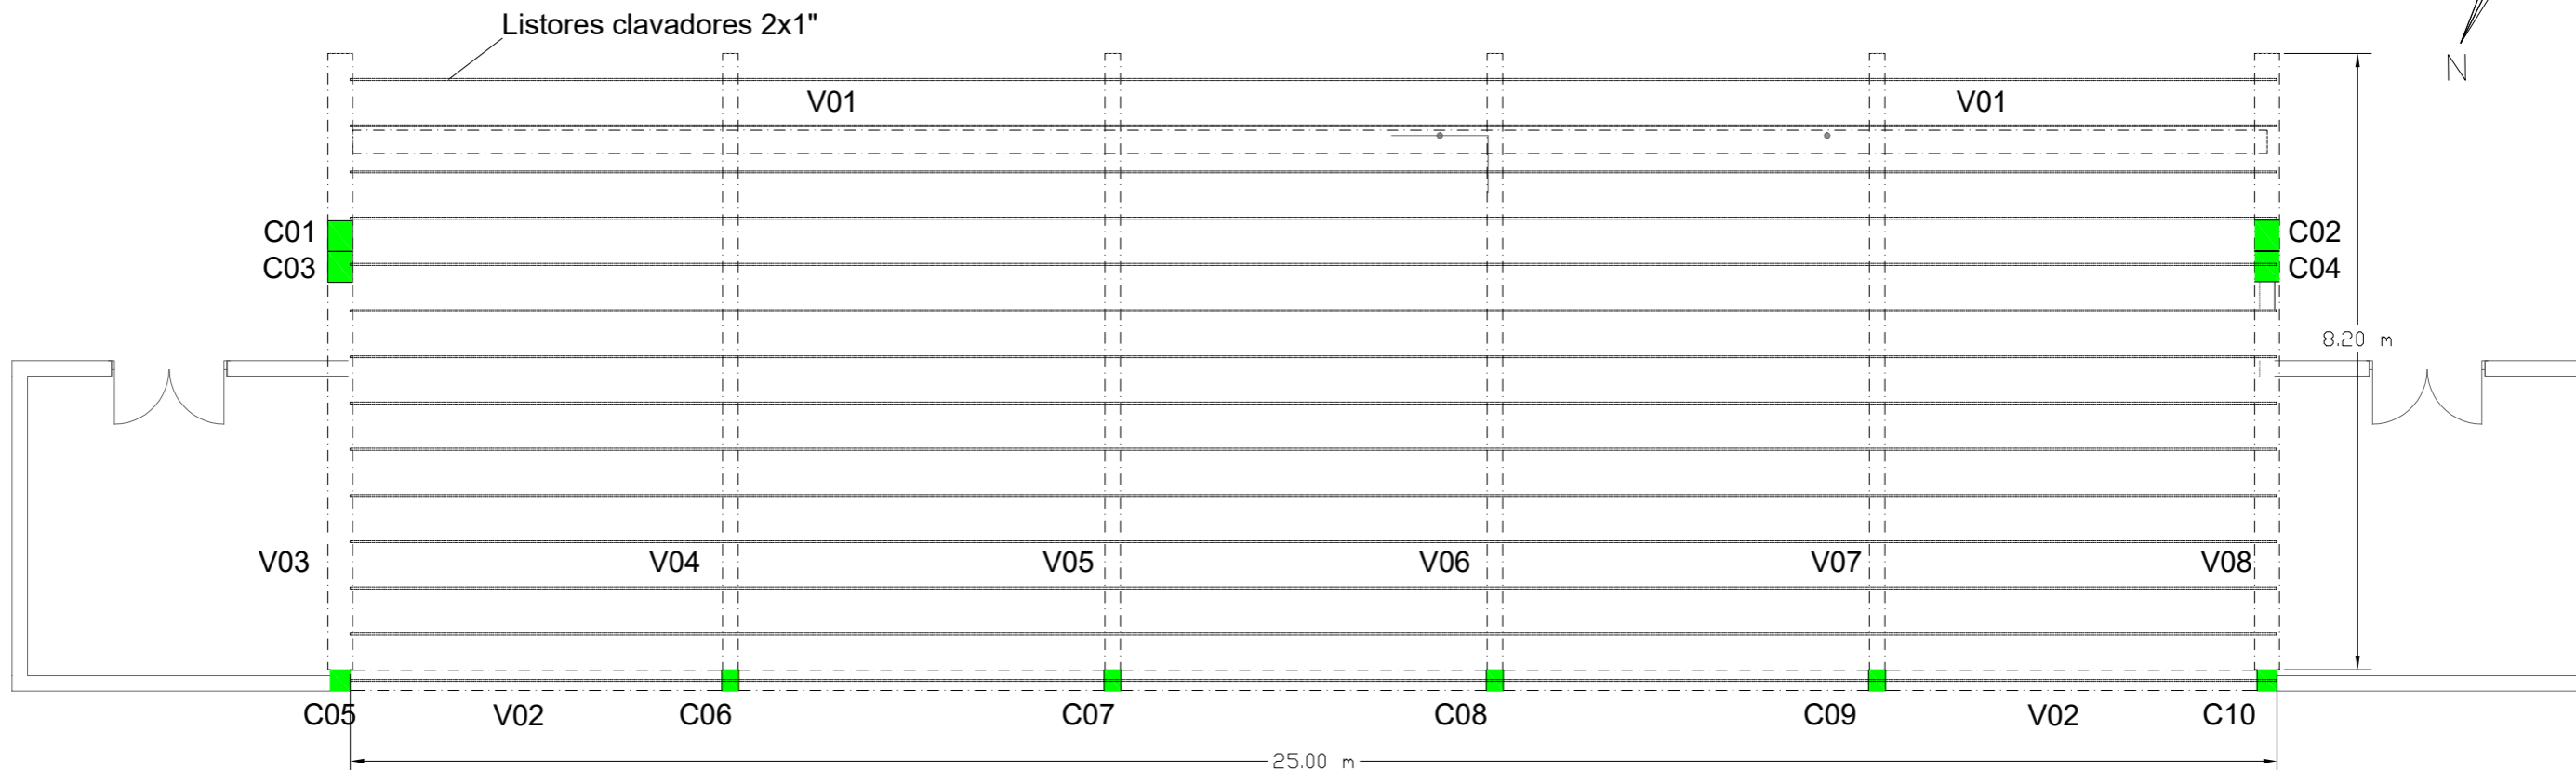 Listores clavadores 2x1"
N
V01 V01
C01 C02
C03 C04
8.20 m
V03 V04 V05 V06 V07 V08
C05 V02 C06 C07 C08 C09 V02 C10
25.00 m